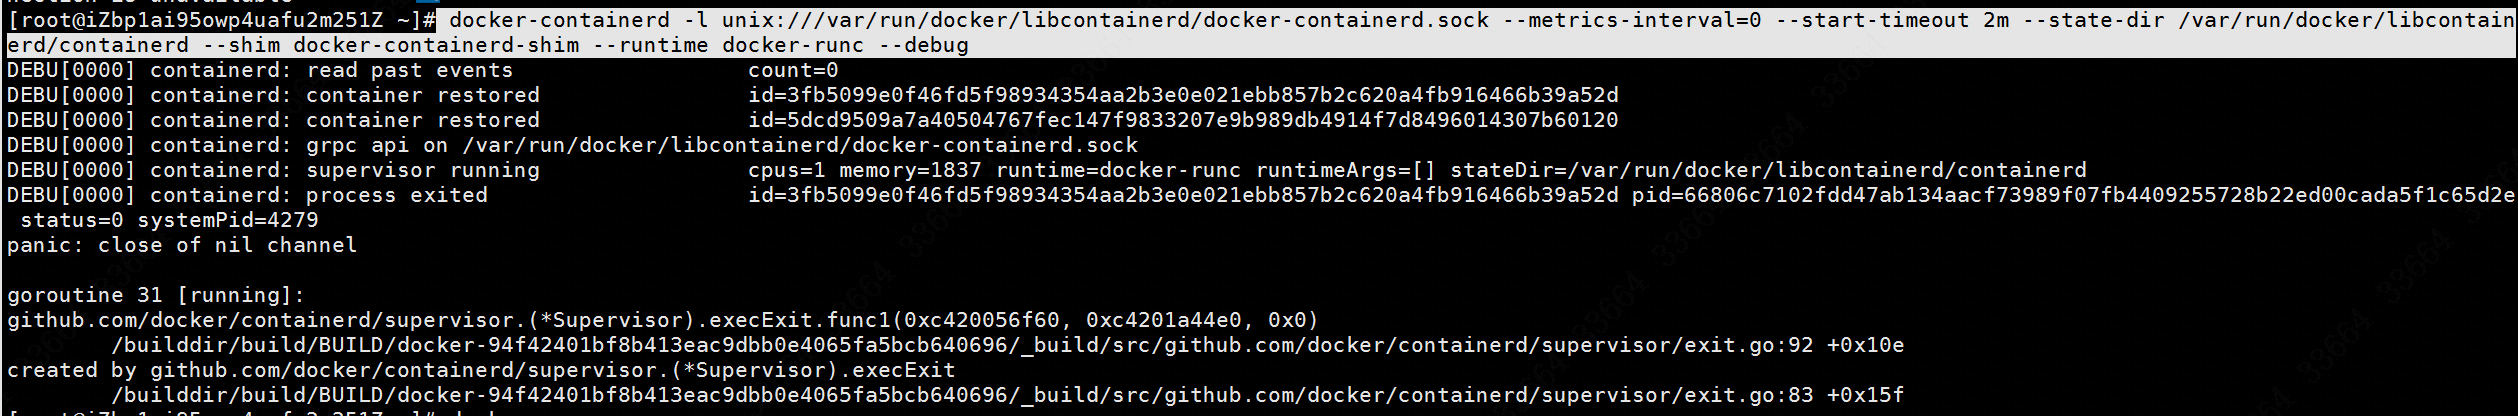 [root@iZbp1ai95owp4uafu2m251Z ~]# docker-containerd -l unix:///var/run/docker/libcontainerd/docker-containerd.sock --metrics-interval=0 --start-timeout 2m --state-dir /var/run/docker/libcontain
erd/containerd --shim docker-containerd-shim --runtime docker-runc --debug
DEBU[0000] containerd: read past events                  count=0
DEBU[0000] containerd: container restored                id=3fb5099e0f46fd5f98934354aa2b3e0e021ebb857b2c620a4fb916466b39a52d
DEBU[0000] containerd: container restored                id=5dcd9509a7a40504767fec147f9833207e9b989db4914f7d8496014307b60120
DEBU[0000] containerd: grpc api on /var/run/docker/libcontainerd/docker-containerd.sock
DEBU[0000] containerd: supervisor running                cpus=1 memory=1837 runtime=docker-runc runtimeArgs=[] stateDir=/var/run/docker/libcontainerd/containerd
DEBU[0000] containerd: process exited                    id=3fb5099e0f46fd5f98934354aa2b3e0e021ebb857b2c620a4fb916466b39a52d pid=66806c7102fdd47ab134aacf73989f07fb4409255728b22ed00cada5f1c65d2e
 status=0 systemPid=4279
panic: close of nil channel
goroutine 31 [running]:
github.com/docker/containerd/supervisor.(*Supervisor).execExit.func1(0xc420056f60, 0xc4201a44e0, 0x0)
        /builddir/build/BUILD/docker-94f42401bf8b413eac9dbb0e4065fa5bcb640696/_build/src/github.com/docker/containerd/supervisor/exit.go:92 +0x10e
created by github.com/docker/containerd/supervisor.(*Supervisor).execExit
        /builddir/build/BUILD/docker-94f42401bf8b413eac9dbb0e4065fa5bcb640696/_build/src/github.com/docker/containerd/supervisor/exit.go:83 +0x15f